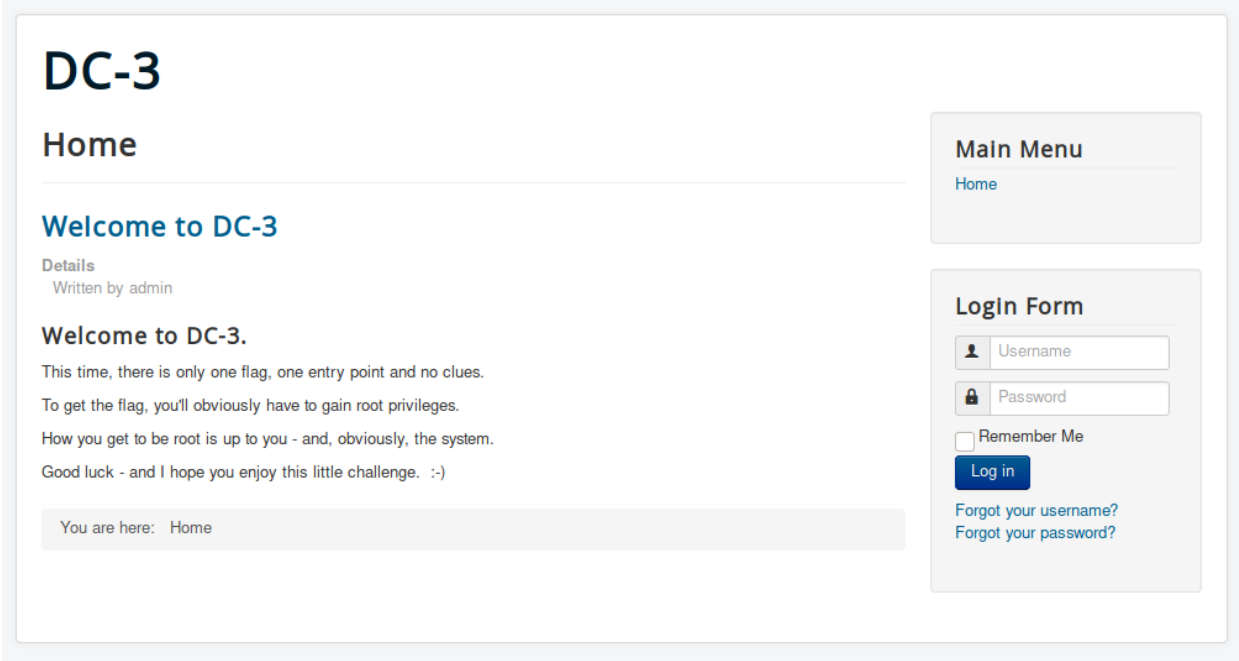 DC-3
Home
Welcome to DC-3
Details
Written by admin
Welcome to DC-3.
This time, there is only one flag, one entry point and no clues.
To get the flag, you'll obviously have to gain root privileges.
How you get to be root is up to you - and, obviously, the system.
Good luck - and I hope you enjoy this little challenge.  :-)
You are here:   Home
Main Menu
Home
Login Form
Username
Password
Remember Me
Log in
Forgot your username?
Forgot your password?